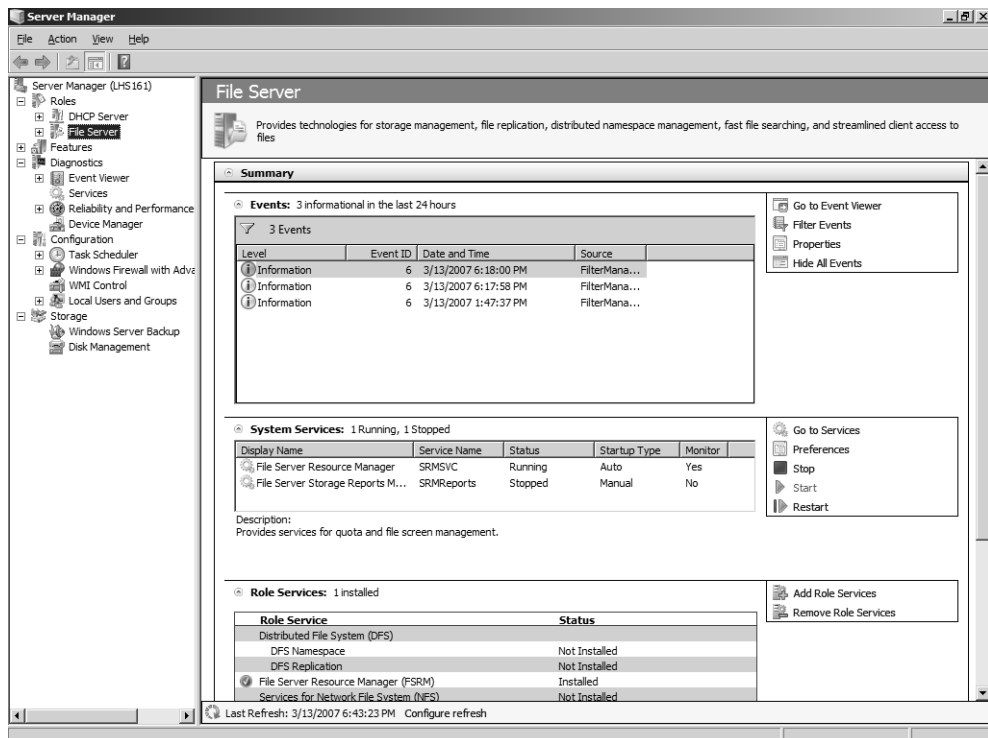 Server Manager
File Action View Help
Server Manager (LHS161)
Roles
DHCP Server
File Server
Features
Diagnostics
Event Viewer
Services
Reliability and Performance
Device Manager
Configuration
Task Scheduler
Windows Firewall with Adva
WMI Control
Local Users and Groups
Storage
Windows Server Backup
Disk Management
File Server
Provides technologies for storage management, file replication, distributed namespace management, fast file searching, and streamlined client access to
files
Summary
Events: 3 informational in the last 24 hours
3 Events
Level Event ID Date and Time Source
Information 6 3/13/2007 6:18:00 PM FilterMana...
Information 6 3/13/2007 6:17:58 PM FilterMana...
Information 6 3/13/2007 1:47:37 PM FilterMana...
Go to Event Viewer
Filter Events
Properties
Hide All Events
System Services: 1 Running, 1 Stopped
Display Name Service Name Status Startup Type Monitor
File Server Resource Manager SRMSVC Running Auto Yes
File Server Storage Reports M... SRMReports Stopped Manual No
Description:
Provides services for quota and file screen management.
Go to Services
Preferences
Stop
Start
Restart
Role Services: 1 installed
Role Service Status
Distributed File System (DFS)
DFS Namespace Not Installed
DFS Replication Not Installed
File Server Resource Manager (FSRM) Installed
Services for Network File System (NFS) Not Installed
Add Role Services
Remove Role Services
Last Refresh: 3/13/2007 6:43:23 PM Configure refresh